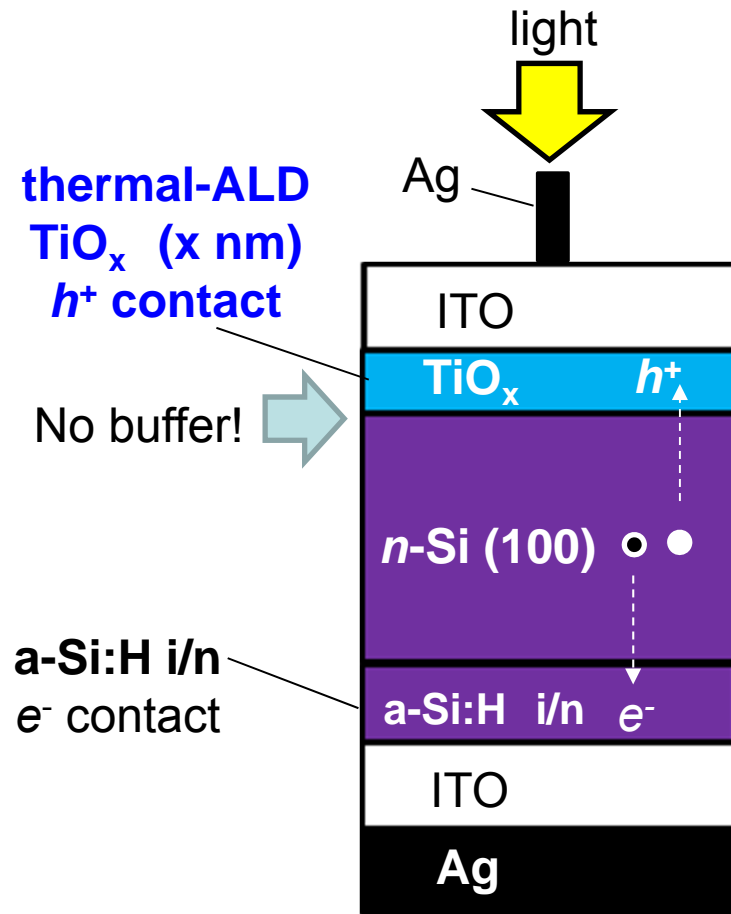 light
Ag
thermal-ALD
TiOx (x nm)
h+ contact
ITO
TiOx h+
No buffer!
n-Si (100)
a-Si:H i/n
e- contact
a-Si:H i/n e-
ITO
Ag